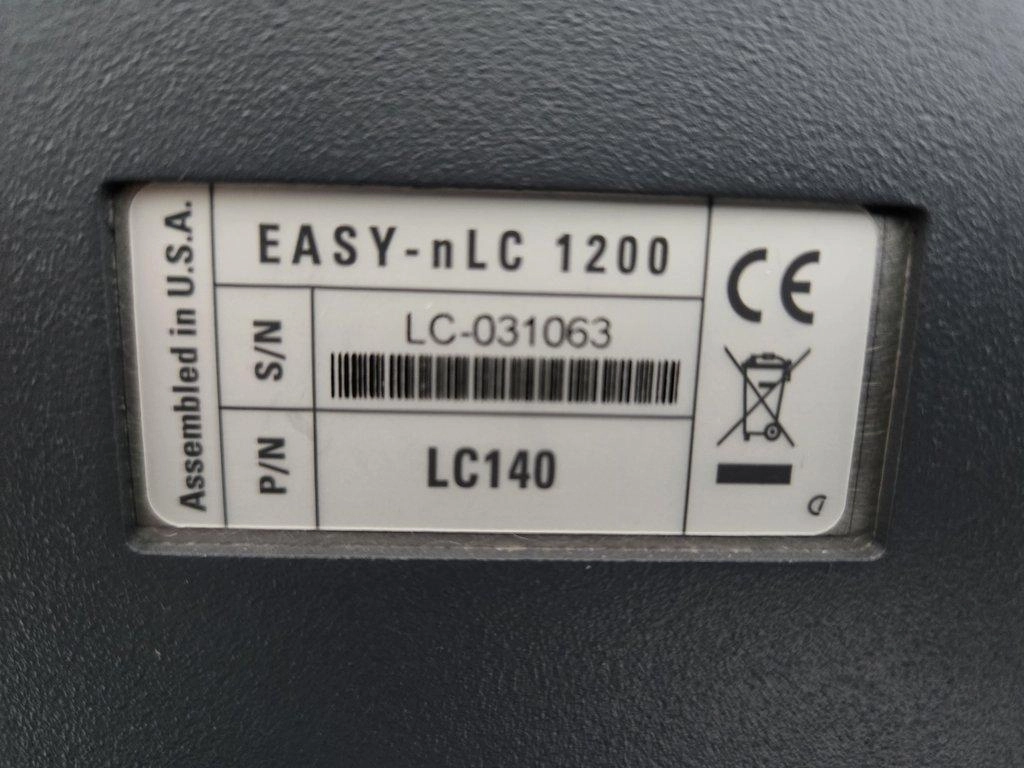 Assembled in U.S.A.
EASY-nLC 1200
S/N
LC-031063
P/N
LC140
CE
D